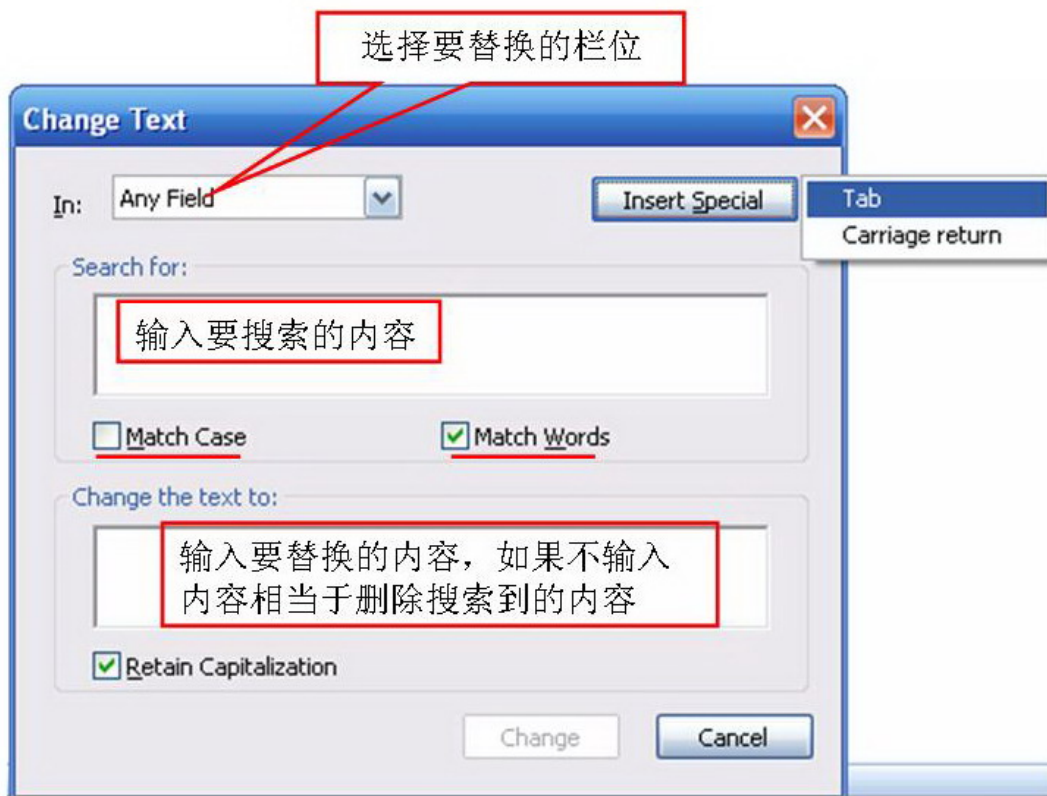 选择要替换的栏位
Change Text
In: Any Field
Insert Special
Tab
Carriage return
Search for:
输入要搜索的内容
Match Case
Match Words
Change the text to:
输入要替换的内容，如果不输入
内容相当于删除搜索到的内容
Retain Capitalization
Change
Cancel